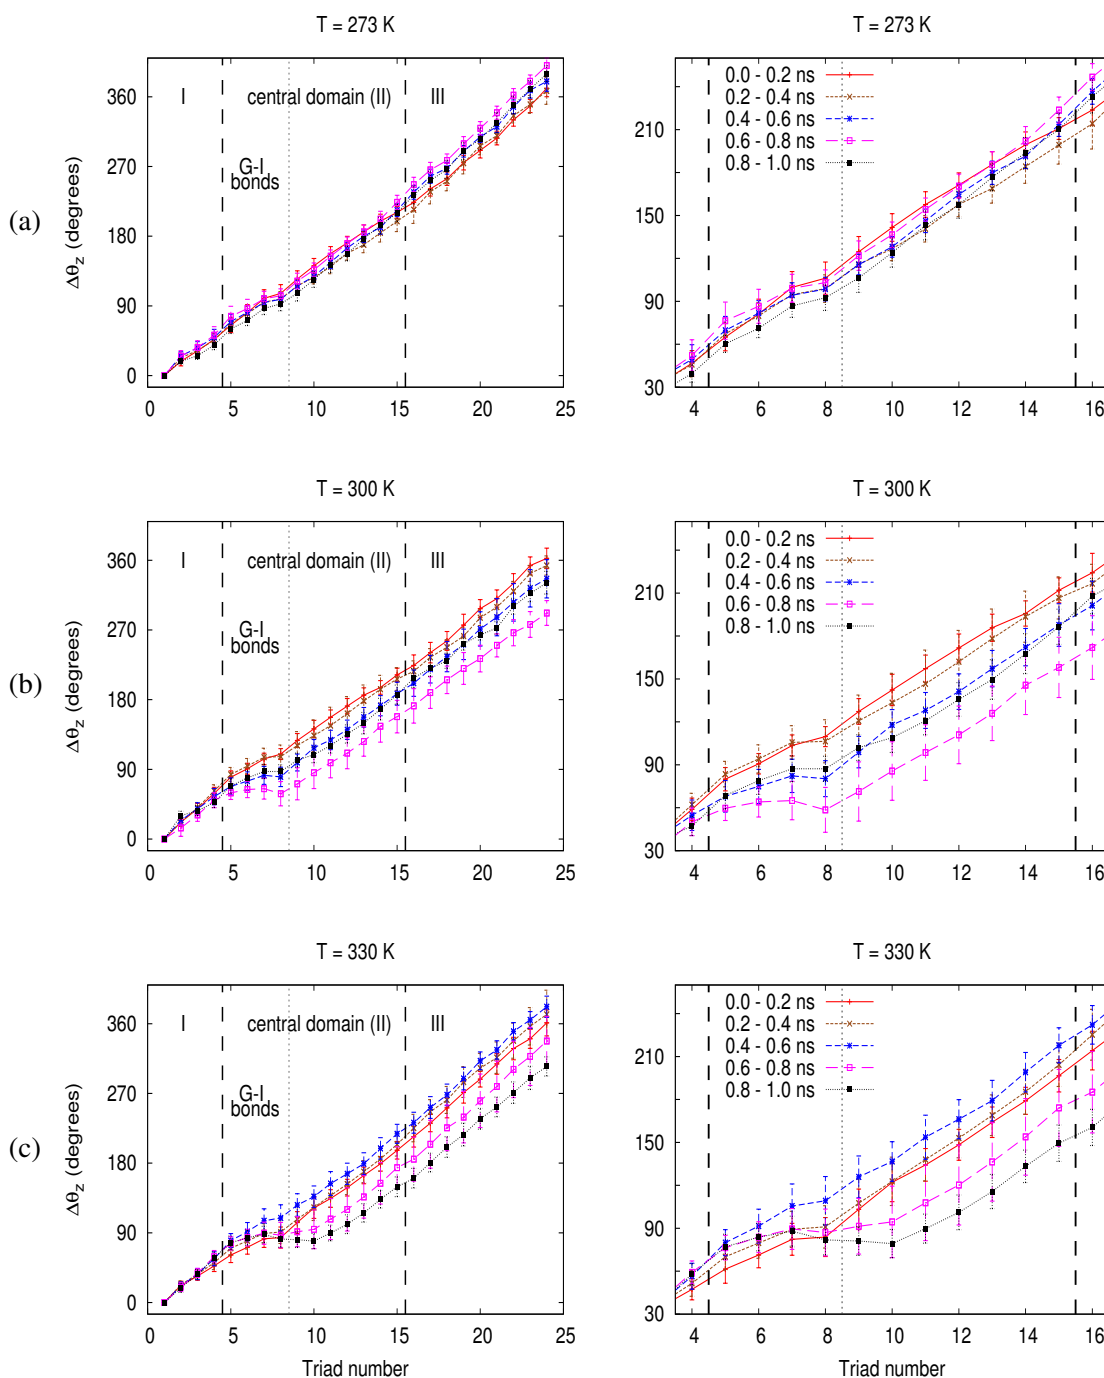 T = 273 K
T = 273 K
360
270
180
90
0
I
central domain (II)
III
G-I
bonds
Δθz (degrees)
(a)
0
5
10
15
20
25
0.0 - 0.2 ns
0.2 - 0.4 ns
0.4 - 0.6 ns
0.6 - 0.8 ns
0.8 - 1.0 ns
210
150
90
30
4
6
8
10
12
14
16
T = 300 K
T = 300 K
360
270
180
90
0
I
central domain (II)
III
G-I
bonds
Δθz (degrees)
(b)
0
5
10
15
20
25
0.0 - 0.2 ns
0.2 - 0.4 ns
0.4 - 0.6 ns
0.6 - 0.8 ns
0.8 - 1.0 ns
210
150
90
30
4
6
8
10
12
14
16
T = 330 K
T = 330 K
360
270
180
90
0
I
central domain (II)
III
G-I
bonds
Δθz (degrees)
(c)
0
5
10
15
20
25
Triad number
0.0 - 0.2 ns
0.2 - 0.4 ns
0.4 - 0.6 ns
0.6 - 0.8 ns
0.8 - 1.0 ns
210
150
90
30
4
6
8
10
12
14
16
Triad number